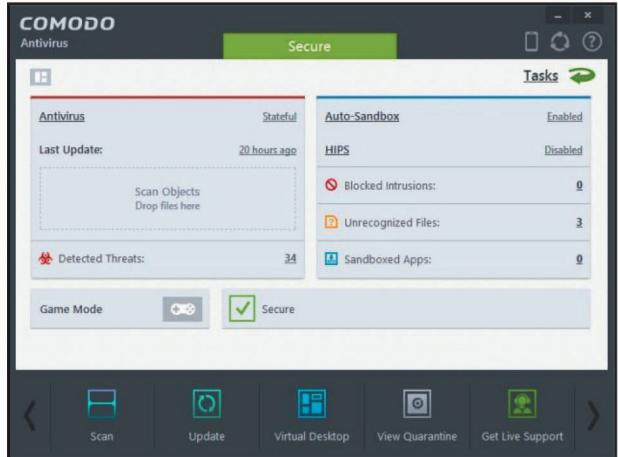 COMODO
Antivirus
Secure
Tasks
Antivirus Stateful
Last Update: 20 hours ago
Scan Objects
Drop files here
Detected Threats: 34
Auto-Sandbox Enabled
HIPS Disabled
Blocked Intrusions: 0
Unrecognized Files: 3
Sandboxed Apps: 0
Game Mode
Secure
Scan
Update
Virtual Desktop
View Quarantine
Get Live Support